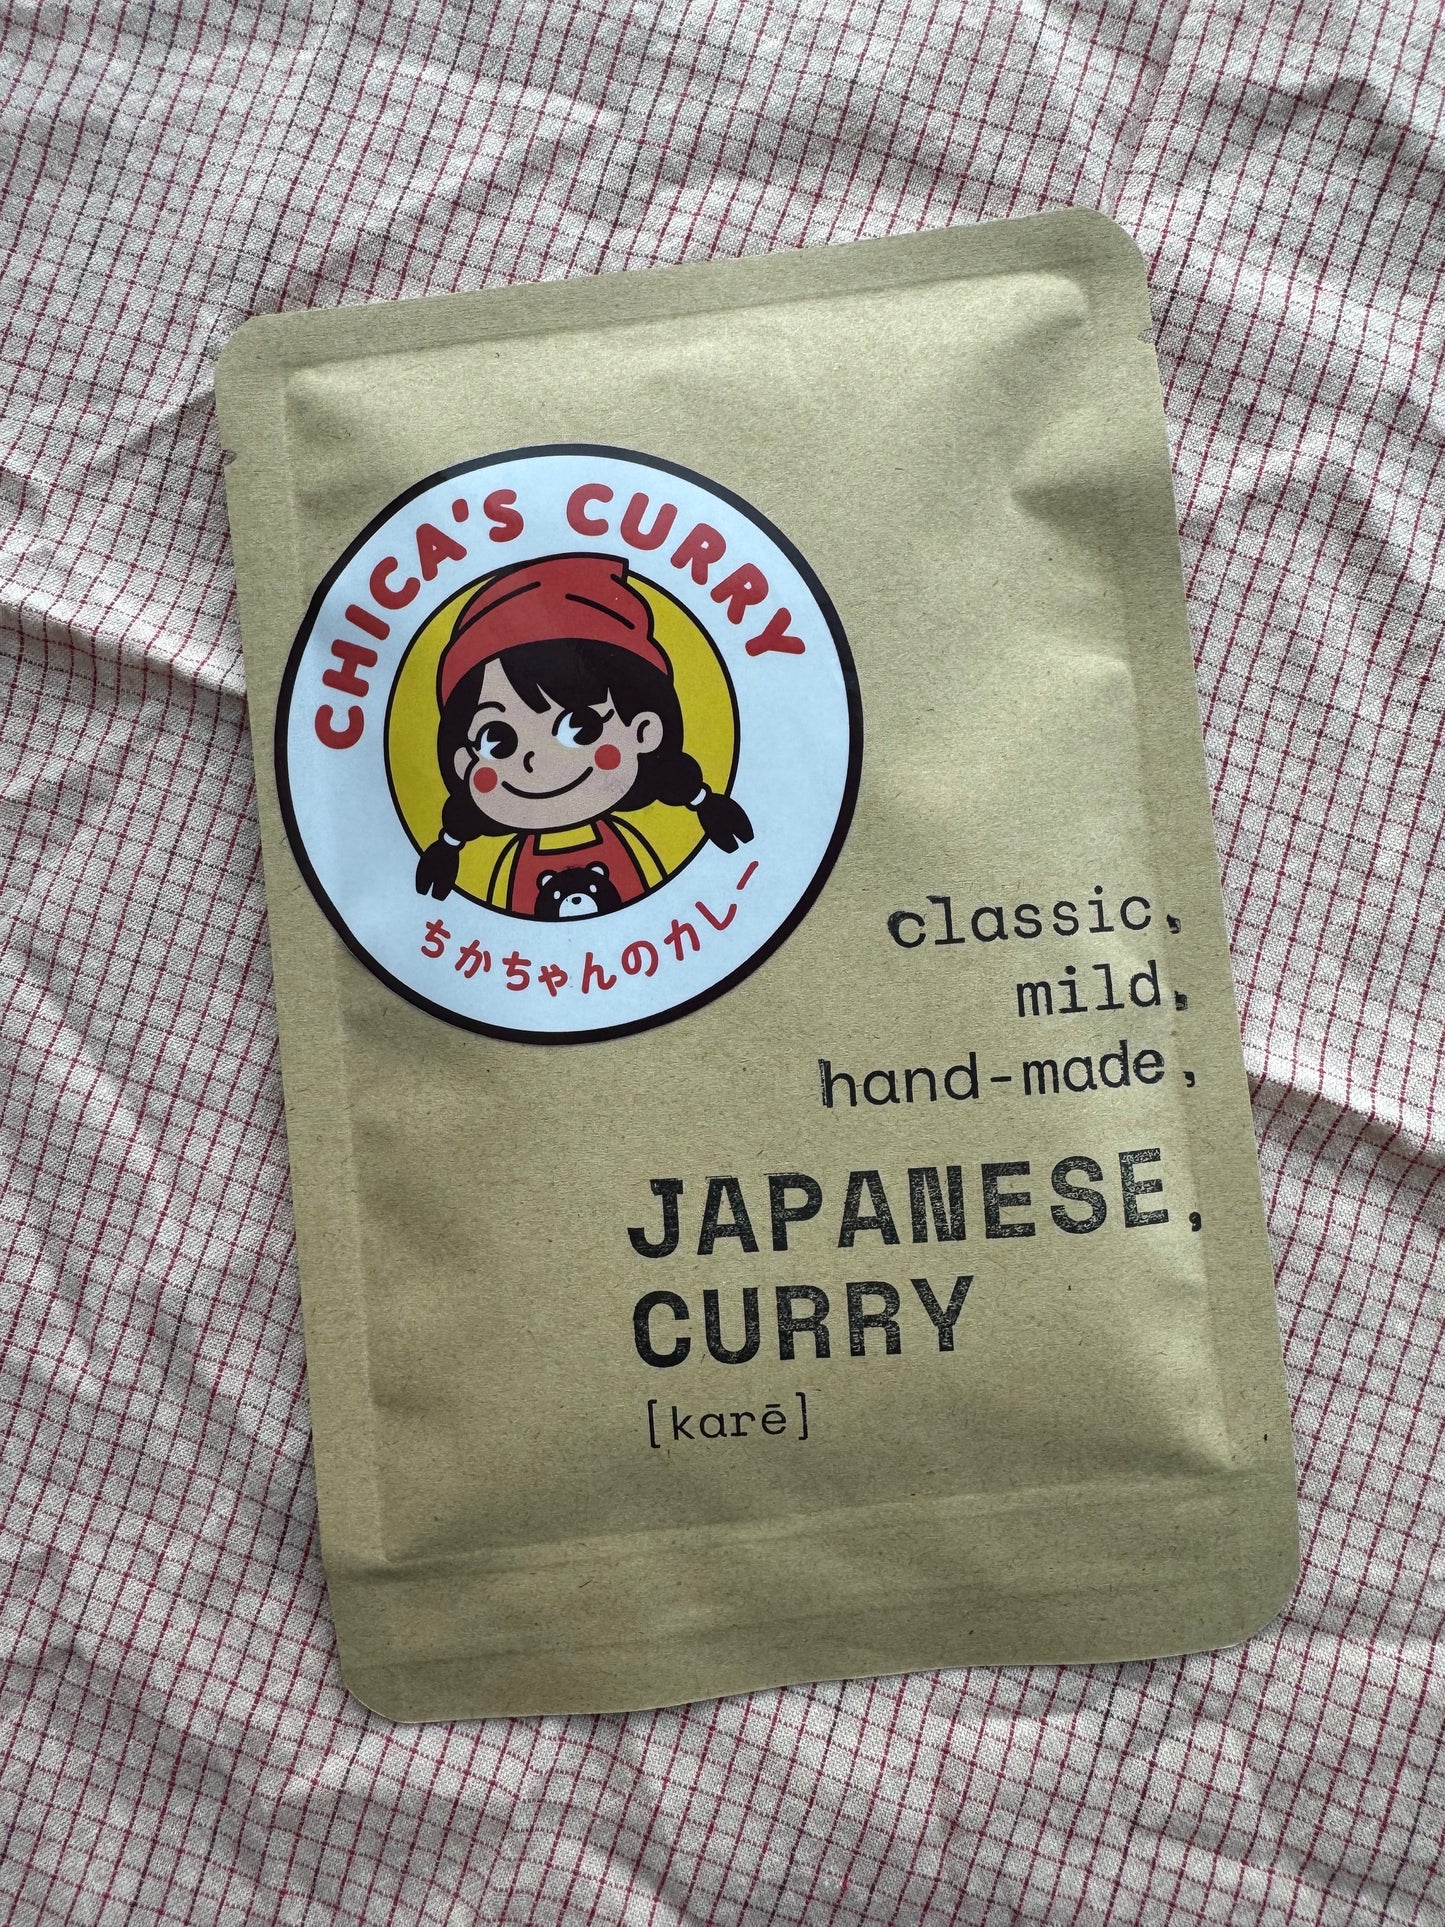 CHICA'S CURRY
ちかちゃんのカレー
classic,
mild,
hand-made,
JAPANESE,
CURRY
[karē]